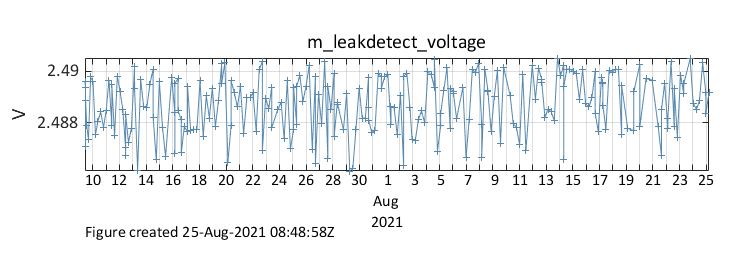 m_leakdetect_voltage
2.49
2.488
V
10 12 14 16 18 20 22 24 26 28 30 1 3 5 7 9 11 13 15 17 19 21 23 25
Aug
2021
Figure created 25-Aug-2021 08:48:58Z